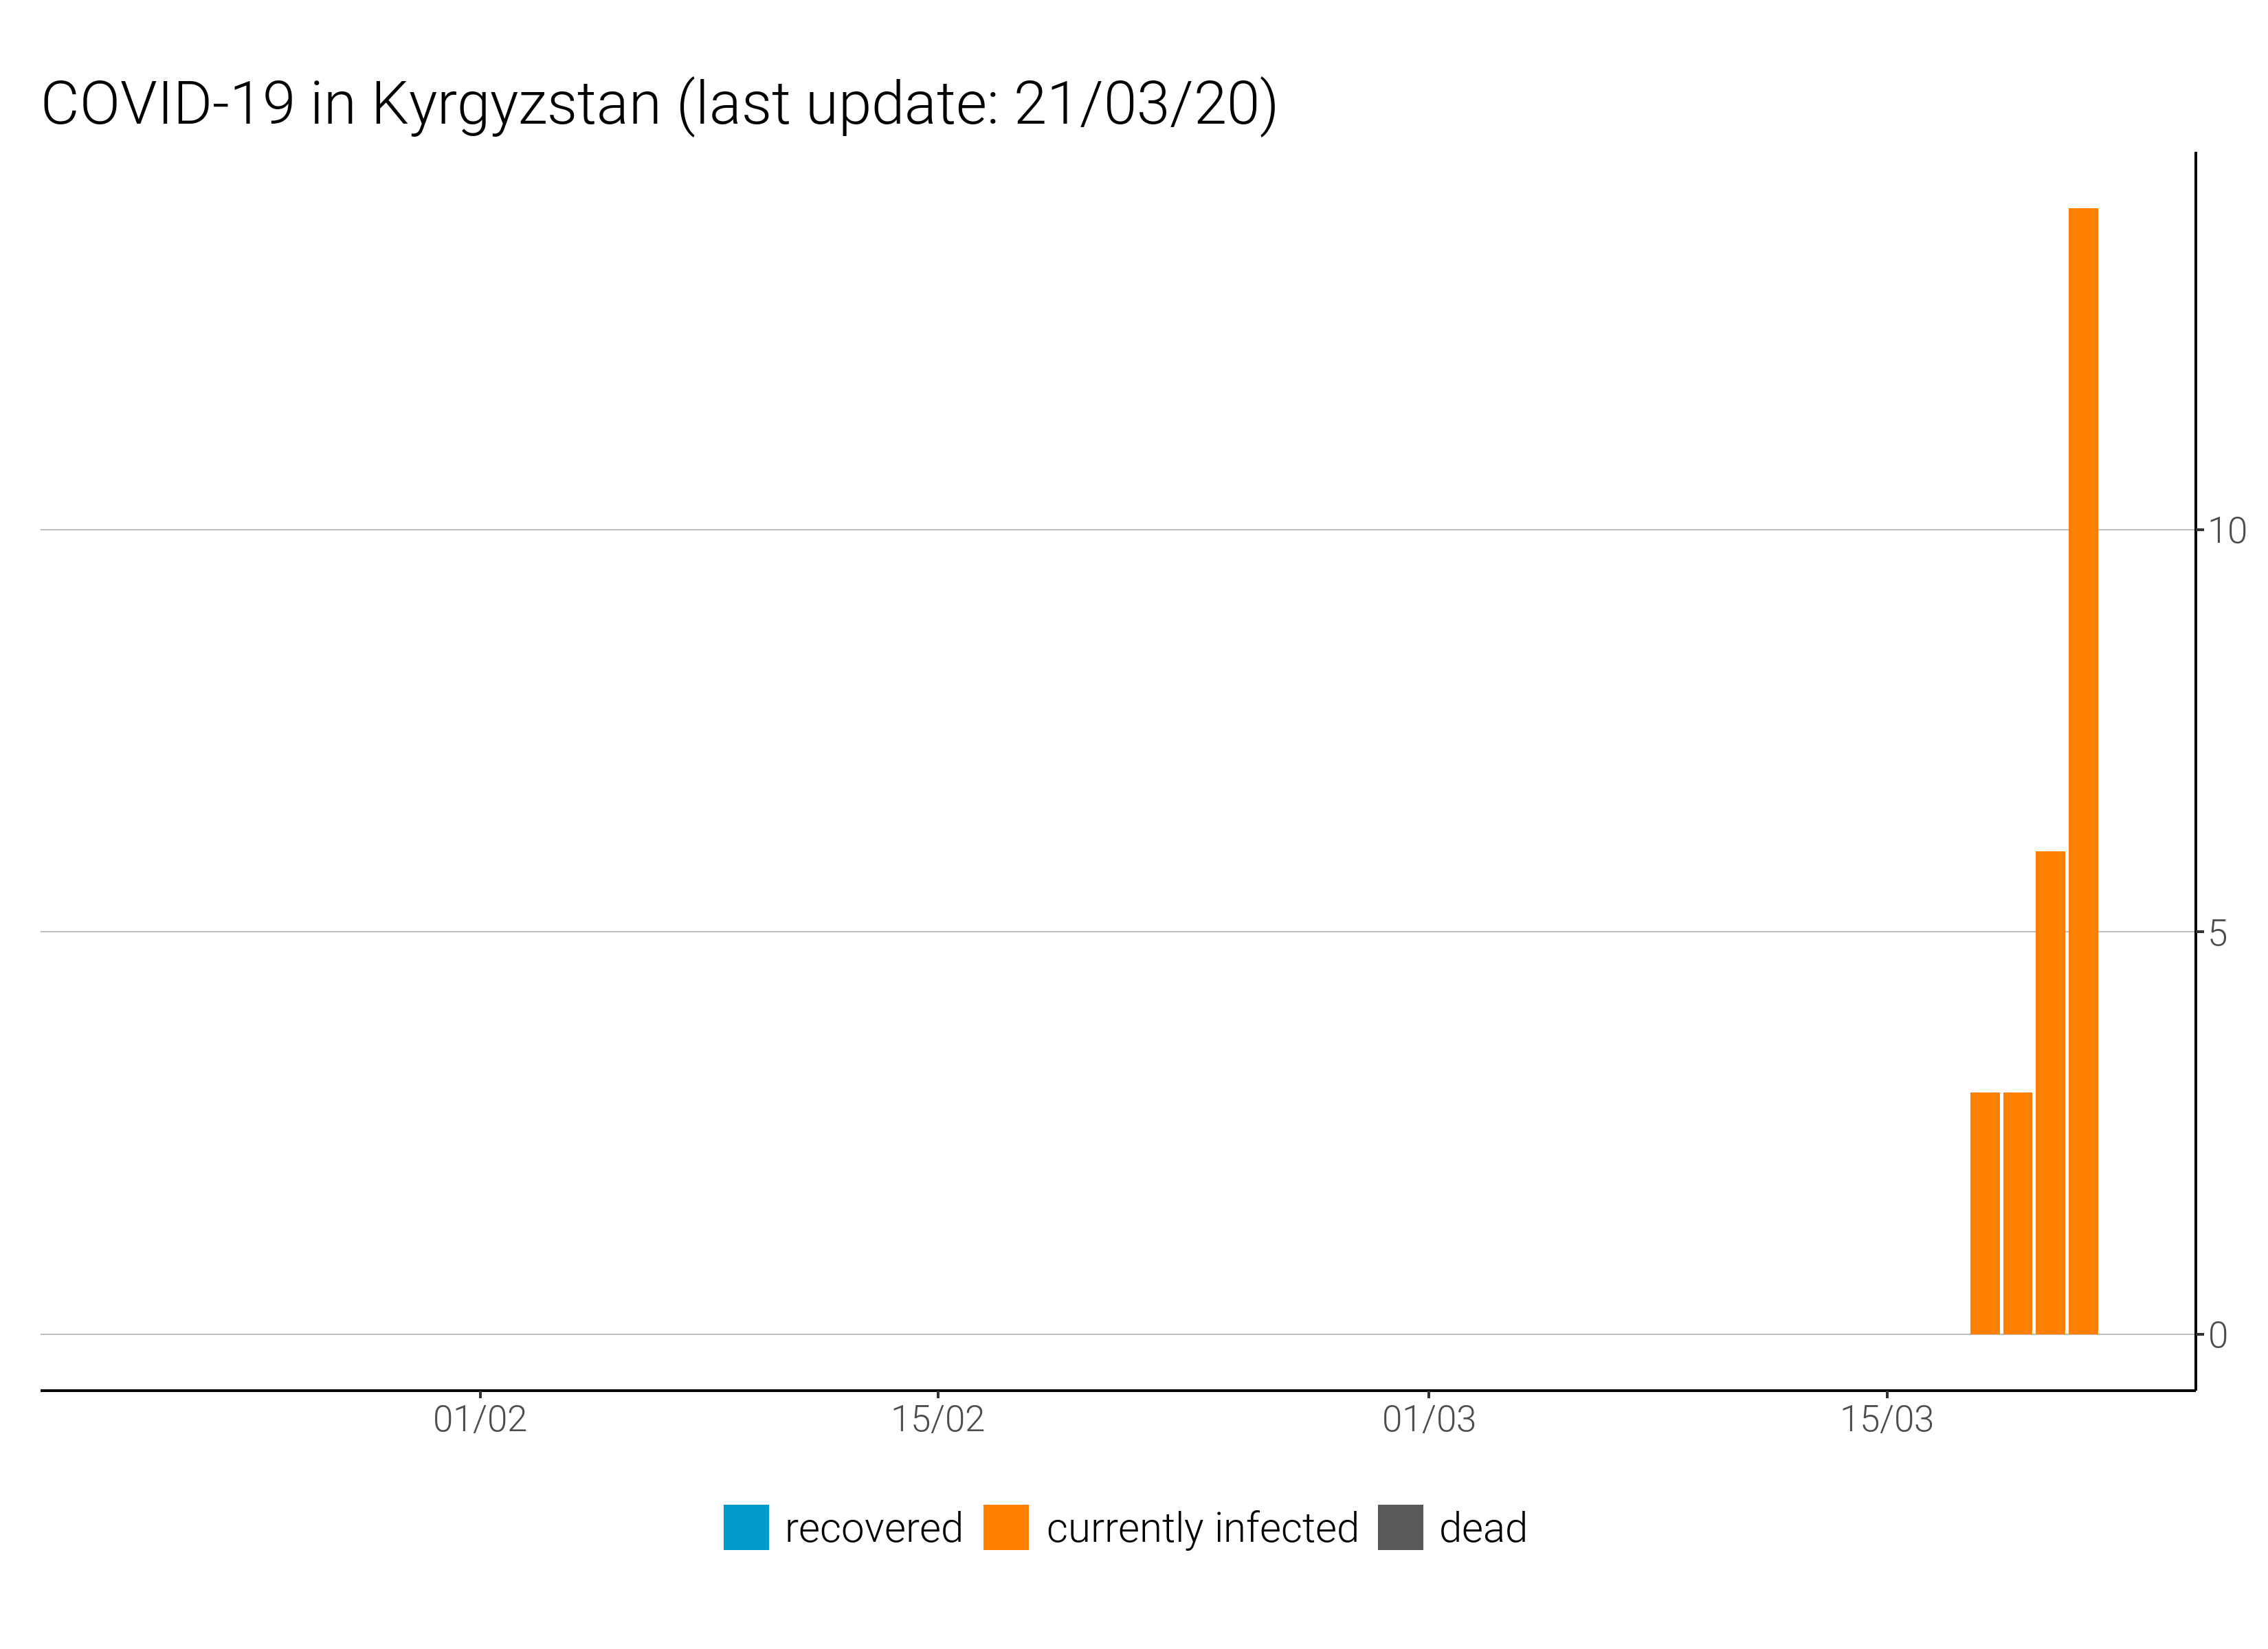 COVID-19 in Kyrgyzstan (last update: 21/03/20)
10
5
0
01/02 15/02 01/03 15/03
recovered currently infected dead